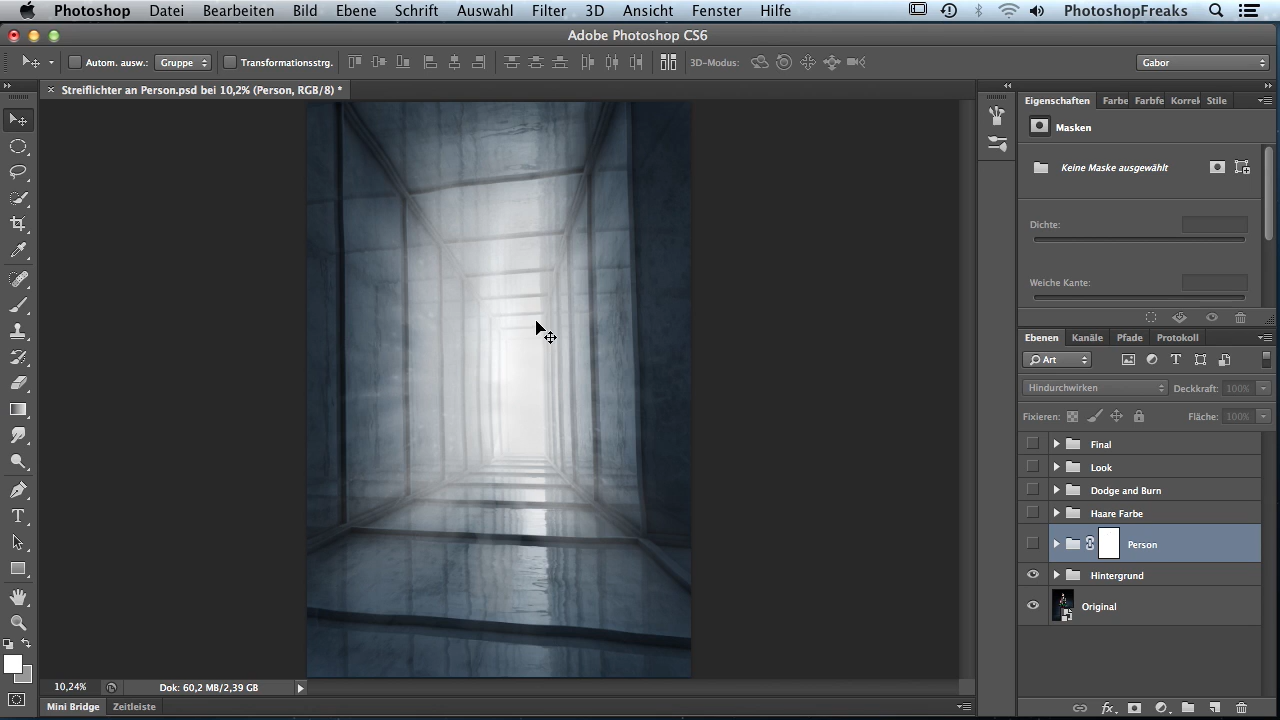 Photoshop Datei Bearbeiten Bild Ebene Schrift Auswahl Filter 3D Ansicht Fenster Hilfe PhotoshopFreaks
Adobe Photoshop CS6
Autom. ausw.: Gruppe Transformationsstrg. 3D-Modus: Gabor
× Streiflichter an Person.psd bei 10,2% (Person, RGB/8) *
Eigenschaften Farbe Farbfe Korrek Stile
Masken
Keine Maske ausgewählt
Dichte:
Weiche Kante:
Ebenen Kanäle Pfade Protokoll
Art
Hindurchwirken Deckkraft: 100%
Fixieren: Fläche: 100%
Final
Look
Dodge and Burn
Haare Farbe
Person
Hintergrund
Original
10,24% Dok: 60,2 MB/2,39 GB
Mini Bridge Zeitleiste